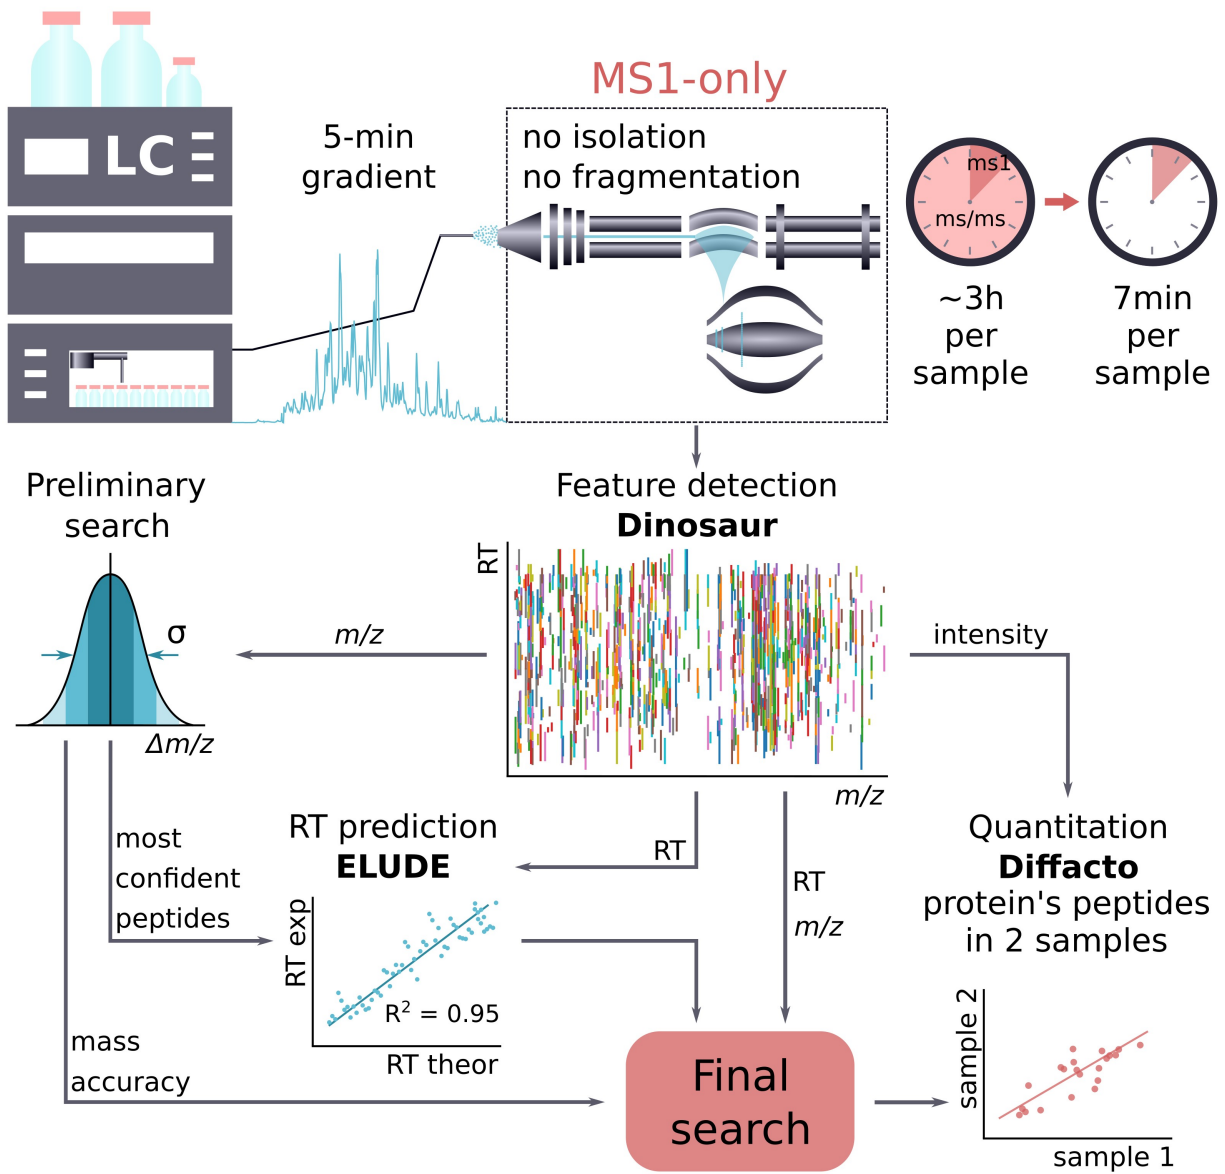 MS1-only
LC
5-min
gradient
no isolation
no fragmentation
ms1
ms/ms
~3h
per
sample
7min
per
sample
Preliminary
search
σ
Δm/z
m/z
Feature detection
Dinosaur
RT
m/z
intensity
most
confident
peptides
RT prediction
ELUDE
RT exp
R² = 0.95
RT theor
RT
RT
m/z
Quantitation
Diffacto
protein's peptides
in 2 samples
mass
accuracy
Final
search
sample 2
sample 1